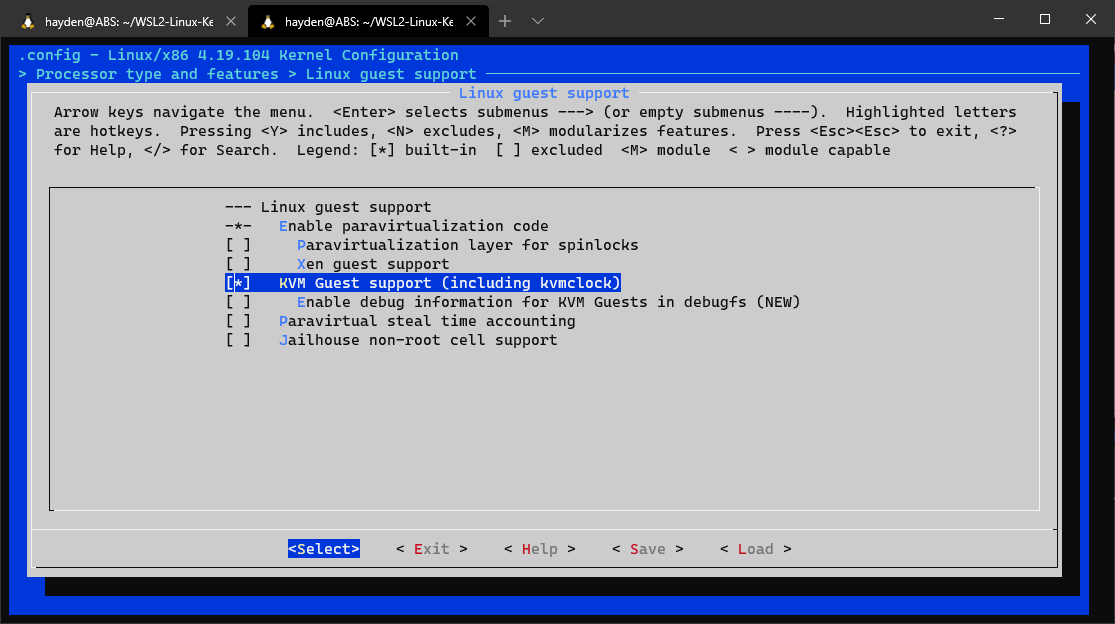 hayden@ABS: ~/WSL2-Linux-Ke
hayden@ABS: ~/WSL2-Linux-Ke
.config - Linux/x86 4.19.104 Kernel Configuration
> Processor type and features > Linux guest support
Linux guest support
Arrow keys navigate the menu.  <Enter> selects submenus ---> (or empty submenus ----).  Highlighted letters
are hotkeys.  Pressing <Y> includes, <N> excludes, <M> modularizes features.  Press <Esc><Esc> to exit, <?>
for Help, </> for Search.  Legend: [*] built-in  [ ] excluded  <M> module  < > module capable
--- Linux guest support
-*-   Enable paravirtualization code
[ ]     Paravirtualization layer for spinlocks
[ ]     Xen guest support
[*]   KVM Guest support (including kvmclock)
[ ]     Enable debug information for KVM Guests in debugfs (NEW)
[ ]   Paravirtual steal time accounting
[ ]   Jailhouse non-root cell support
<Select>    < Exit >    < Help >    < Save >    < Load >